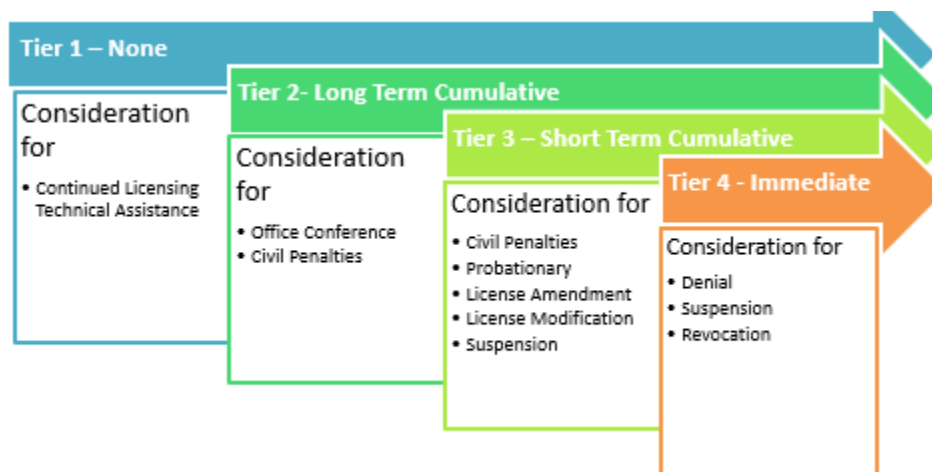 Tier 1 – None
Consideration
for
• Continued Licensing
Technical Assistance
Tier 2- Long Term Cumulative
Consideration
for
• Office Conference
• Civil Penalties
Tier 3 – Short Term Cumulative
Consideration for
• Civil Penalties
• Probationary
• License Amendment
• License Modification
• Suspension
Tier 4 - Immediate
Consideration for
• Denial
• Suspension
• Revocation